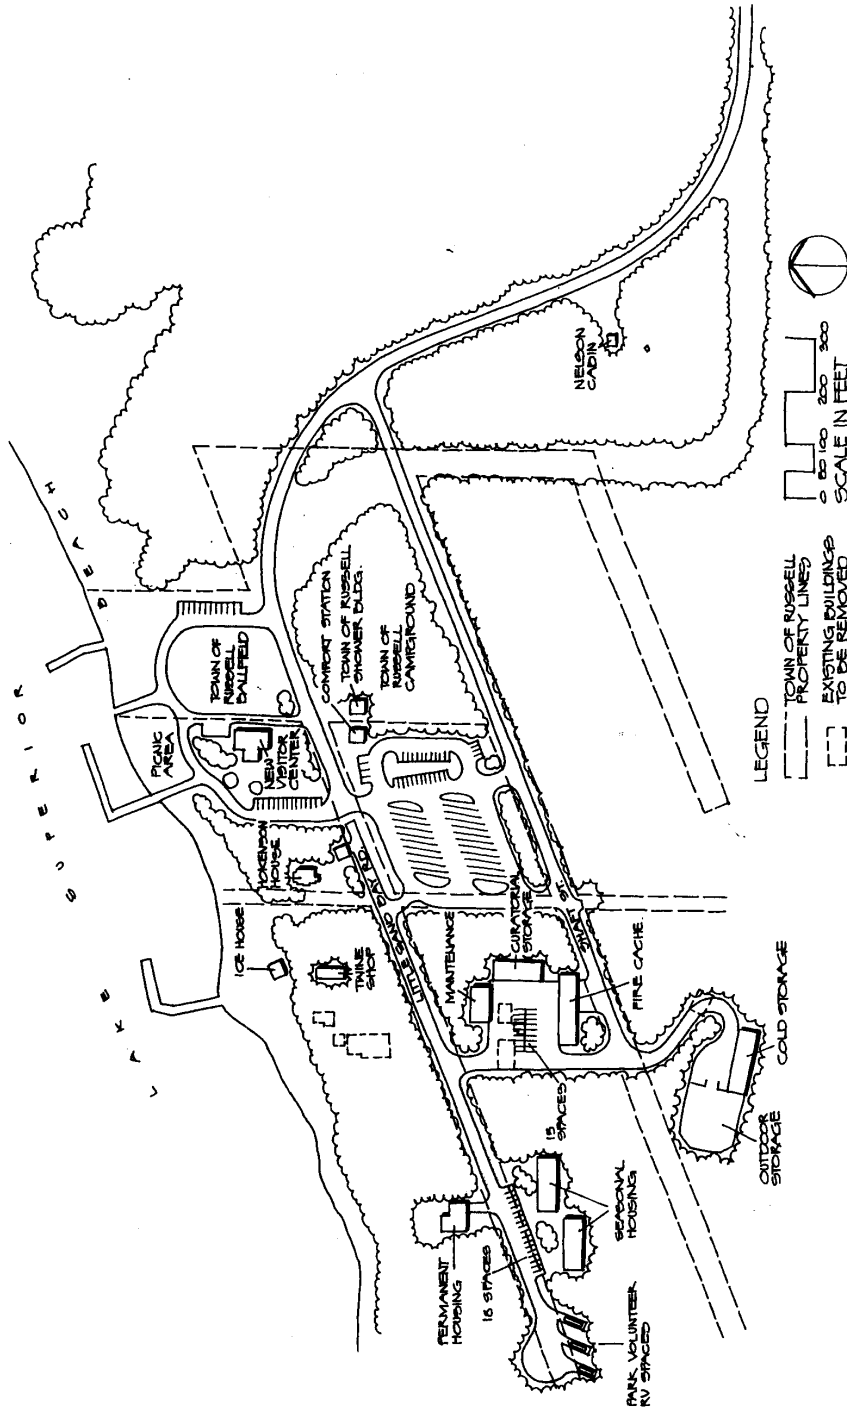 LAKE SUPERIOR
BEACH
PICNIC
AREA
TOWN OF
RUSSELL
BALLFIELD
NEW
VISITOR
CENTER
HOKENSON
HOUSE
ICE HOUSE
TWINE
SHOP
COMFORT STATION
TOWN OF RUSSELL
SHOWER BLDG.
TOWN OF
RUSSELL
CAMPGROUND
LITTLE SAND BAY RD.
MAINTENANCE
CURATORIAL
STORAGE
SHAFT ST.
FIRE CACHE
15
SPACES
PERMANENT
HOUSING
16 SPACES
SEASONAL
HOUSING
PARK VOLUNTEER
RV SPACES
OUTDOOR
STORAGE
COLD STORAGE
NELSON
CABIN
LEGEND
TOWN OF RUSSELL
PROPERTY LINES
EXISTING BUILDINGS
TO BE REMOVED
0 50 100 200 300
SCALE IN FEET